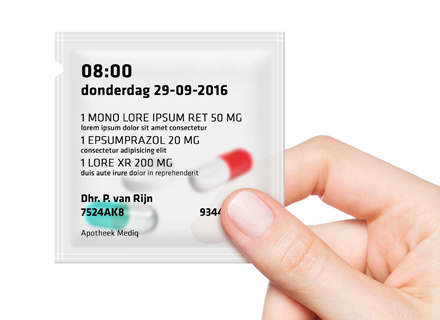 08:00
donderdag 29-09-2016
1 MONO LORE IPSUM RET 50 MG
lorem ipsum dolor sit amet consectetur
1 EPSUMPRAZOL 20 MG
consectetur adipisicing elit
1 LORE XR 200 MG
duis aute irure dolor in reprehenderit
Dhr. P. van Rijn
7524AK8 9344
Apotheek Mediq